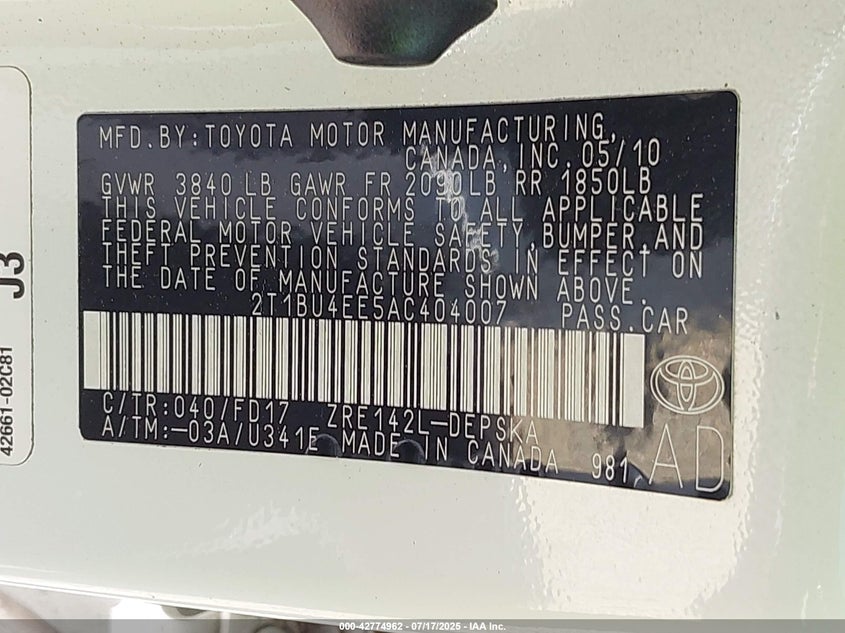 MFD.BY:TOYOTA MOTOR MANUFACTURING,
CANADA,INC.05/10
GVWR 3840 LB GAWR FR 2090LB RR 1850LB
THIS VEHICLE CONFORMS TO ALL APPLICABLE
FEDERAL MOTOR VEHICLE SAFETY,BUMPER,AND
THEFT PREVENTION STANDARDS IN EFFECT ON
THE DATE OF MANUFACTURE SHOWN ABOVE.
2T1BU4EE5AC404007 PASS.CAR
C/TR:040/FD17 ZRE142L-DEPSKA
A/TM:-03A/U341E MADE IN CANADA 981 AD
J3
42661-02C81
000-42774962 - 07/17/2025 - IAA Inc.